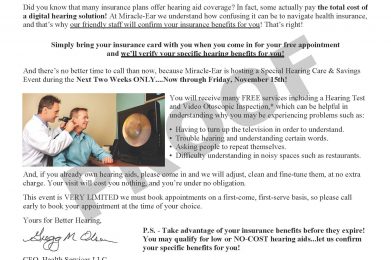 Did you know that many insurance plans offer hearing aid coverage? In fact, some actually pay the total cost of
a digital hearing solution! At Miracle-Ear we understand how confusing it can be to navigate health insurance,
and that's why our friendly staff will confirm your insurance benefits for you! That's right!
Simply bring your insurance card with you when you come in for your free appointment
and we'll verify your specific hearing benefits for you!
And there's no better time to call than now, because Miracle-Ear is hosting a Special Hearing Care & Savings
Event during the Next Two Weeks ONLY....Now through Friday, November 15th!
You will receive many FREE services including a Hearing Test
and Video Otoscopic Inspection,* which can be helpful in
understanding why you may be experiencing problems such as:
• Having to turn up the television in order to understand.
• Trouble hearing and understanding certain words.
• Asking people to repeat themselves.
• Difficulty understanding in noisy spaces such as restaurants.
And, if you already own hearing aids, please come in and we will adjust, clean and fine-tune them, at no extra
charge. Your visit will cost you nothing, and you're under no obligation.
This event is VERY LIMITED we must book appointments on a first-come, first-serve basis, so please call
early to book your appointment at the time of your choice.
Yours for Better Hearing,
Gregg M. Olsen
CEO, Health Services LLC
P.S. - Take advantage of your insurance benefits before they expire!
You may qualify for low or NO-COST hearing aids...let us confirm
your specific benefits for you!
PROOF